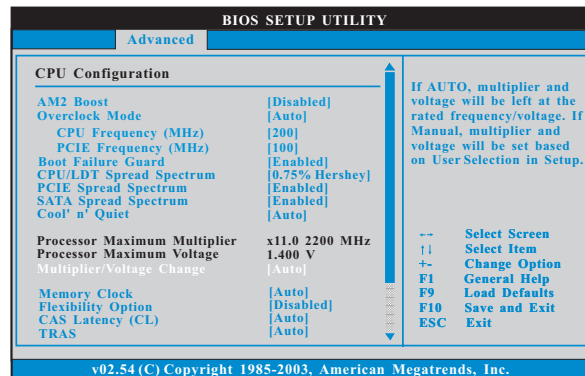 BIOS SETUP UTILITY
Advanced
CPU Configuration
AM2 Boost [Disabled]
Overclock Mode [Auto]
CPU Frequency (MHz) [200]
PCIE Frequency (MHz) [100]
Boot Failure Guard [Enabled]
CPU/LDT Spread Spectrum [0.75% Hershey]
PCIE Spread Spectrum [Enabled]
SATA Spread Spectrum [Enabled]
Cool' n' Quiet [Auto]
Processor Maximum Multiplier x11.0 2200 MHz
Processor Maximum Voltage 1.400 V
Multiplier/Voltage Change [Auto]
Memory Clock [Auto]
Flexibility Option [Disabled]
CAS Latency (CL) [Auto]
TRAS [Auto]
If AUTO, multiplier and
voltage will be left at the
rated frequency/voltage. If
Manual, multiplier and
voltage will be set based
on User Selection in Setup.
←→ Select Screen
↑↓ Select Item
+- Change Option
F1 General Help
F9 Load Defaults
F10 Save and Exit
ESC Exit
v02.54 (C) Copyright 1985-2003, American Megatrends, Inc.